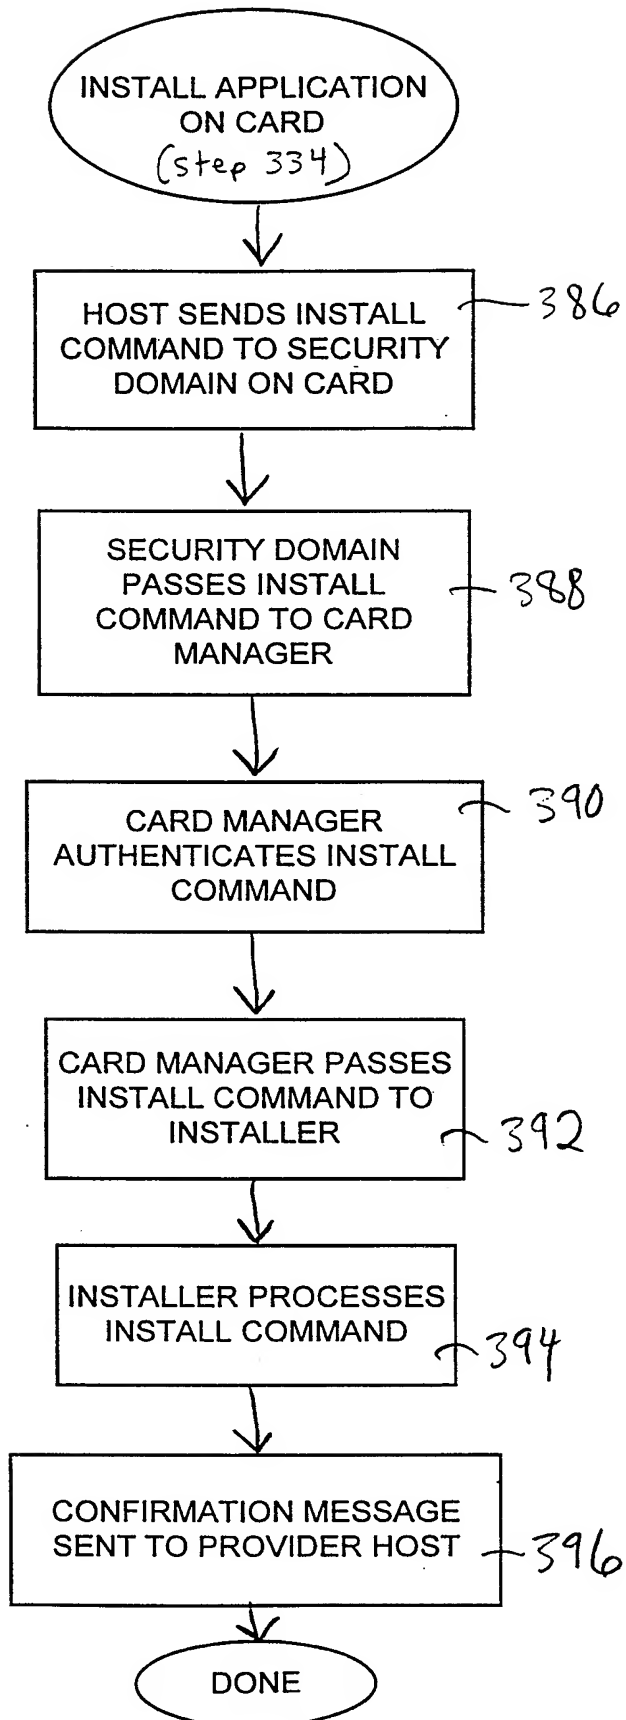 INSTALL APPLICATION
ON CARD
(step 334)
HOST SENDS INSTALL
COMMAND TO SECURITY
DOMAIN ON CARD
386
SECURITY DOMAIN
PASSES INSTALL
COMMAND TO CARD
MANAGER
388
CARD MANAGER
AUTHENTICATES INSTALL
COMMAND
390
CARD MANAGER PASSES
INSTALL COMMAND TO
INSTALLER
392
INSTALLER PROCESSES
INSTALL COMMAND
394
CONFIRMATION MESSAGE
SENT TO PROVIDER HOST
396
DONE